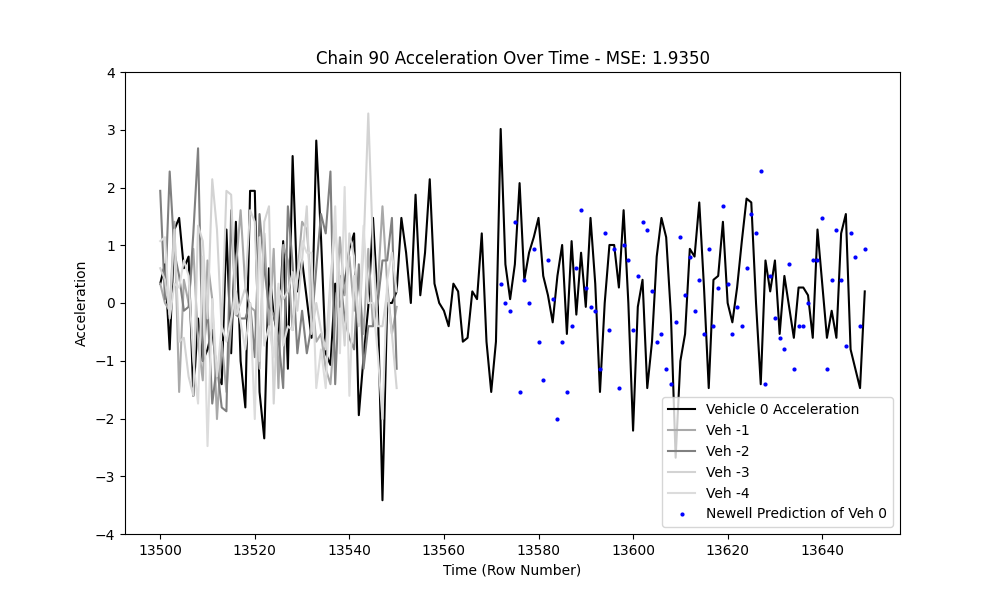 Chain 90 Acceleration Over Time - MSE: 1.9350
4
3
2
1
0
−1
−2
−3
−4
Acceleration
Vehicle 0 Acceleration
Veh -1
Veh -2
Veh -3
Veh -4
Newell Prediction of Veh 0
13500 13520 13540 13560 13580 13600 13620 13640
Time (Row Number)